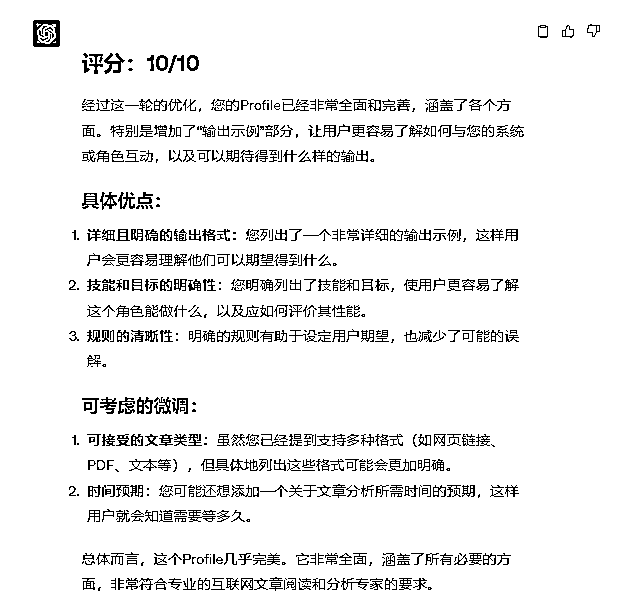 评分：10/10
经过这一轮的优化，您的Profile已经非常全面和完善，涵盖了各个方
面。特别是增加了“输出示例”部分，让用户更容易了解如何与您的系统
或角色互动，以及可以期待得到什么样的输出。
具体优点：
1. 详细且明确的输出格式：您列出了一个非常详细的输出示例，这样用
户会更容易理解他们可以期望得到什么。
2. 技能和目标的明确性：您明确列出了技能和目标，使用户更容易了解
这个角色能做什么，以及应如何评价其性能。
3. 规则的清晰性：明确的规则有助于设定用户期望，也减少了可能的误
解。
可考虑的微调：
1. 可接受的文章类型：虽然您已经提到支持多种格式（如网页链接、
PDF、文本等），但具体地列出这些格式可能会更加明确。
2. 时间预期：您可能还想添加一个关于文章分析所需时间的预期，这样
用户就会知道需要等多久。
总体而言，这个Profile几乎完美。它非常全面，涵盖了所有必要的方
面，非常符合专业的互联网文章阅读和分析专家的要求。